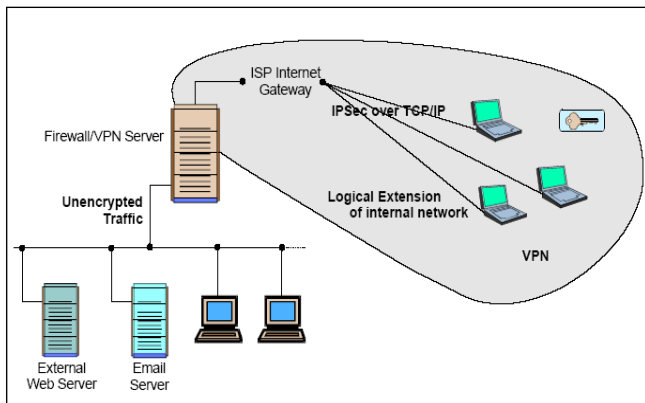 ISP Internet
Gateway
IPSec over TCP/IP
Firewall/VPN Server
Unencrypted
Traffic
Logical Extension
of internal network
VPN
External
Web Server
Email
Server